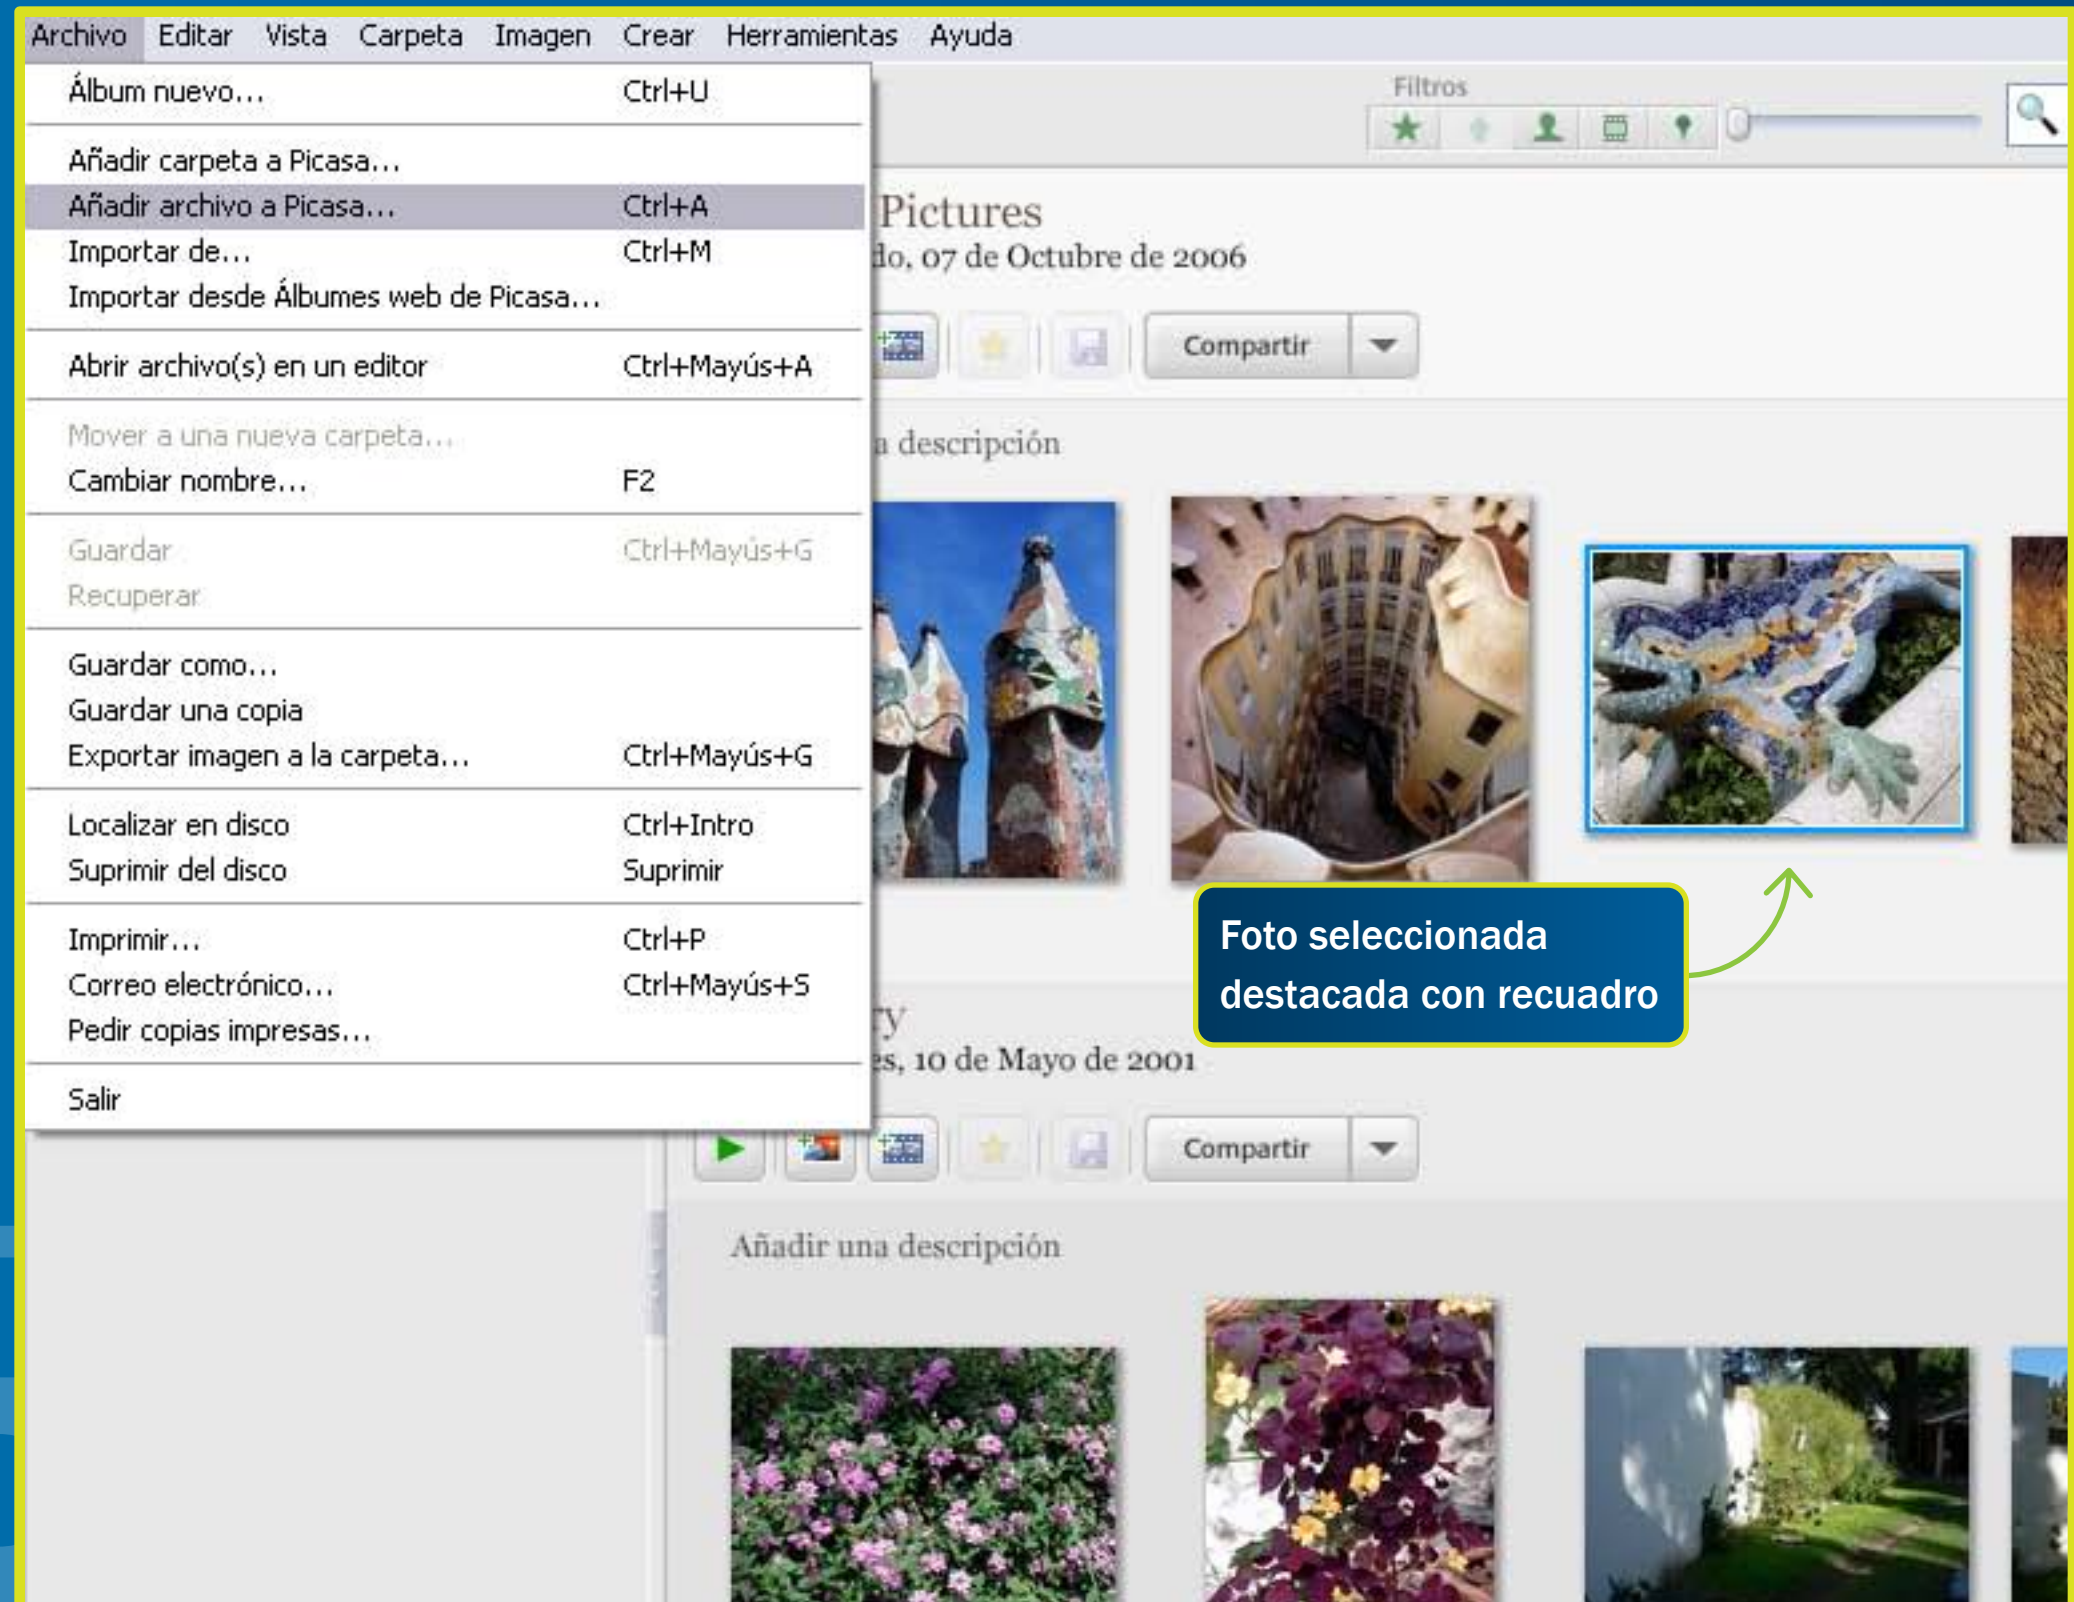 Archivo Editar Vista Carpeta Imagen Crear Herramientas Ayuda
Álbum nuevo... Ctrl+U
Añadir carpeta a Picasa...
Añadir archivo a Picasa... Ctrl+A
Importar de... Ctrl+M
Importar desde Álbumes web de Picasa...
Abrir archivo(s) en un editor Ctrl+Mayús+A
Mover a una nueva carpeta...
Cambiar nombre... F2
Guardar Ctrl+Mayús+G
Recuperar
Guardar como...
Guardar una copia
Exportar imagen a la carpeta... Ctrl+Mayús+G
Localizar en disco Ctrl+Intro
Suprimir del disco Suprimir
Imprimir... Ctrl+P
Correo electrónico... Ctrl+Mayús+S
Pedir copias impresas...
Salir
Filtros
Pictures
do, 07 de Octubre de 2006
Compartir
a descripción
Foto seleccionada
destacada con recuadro
ry
es, 10 de Mayo de 2001
Compartir
Añadir una descripción